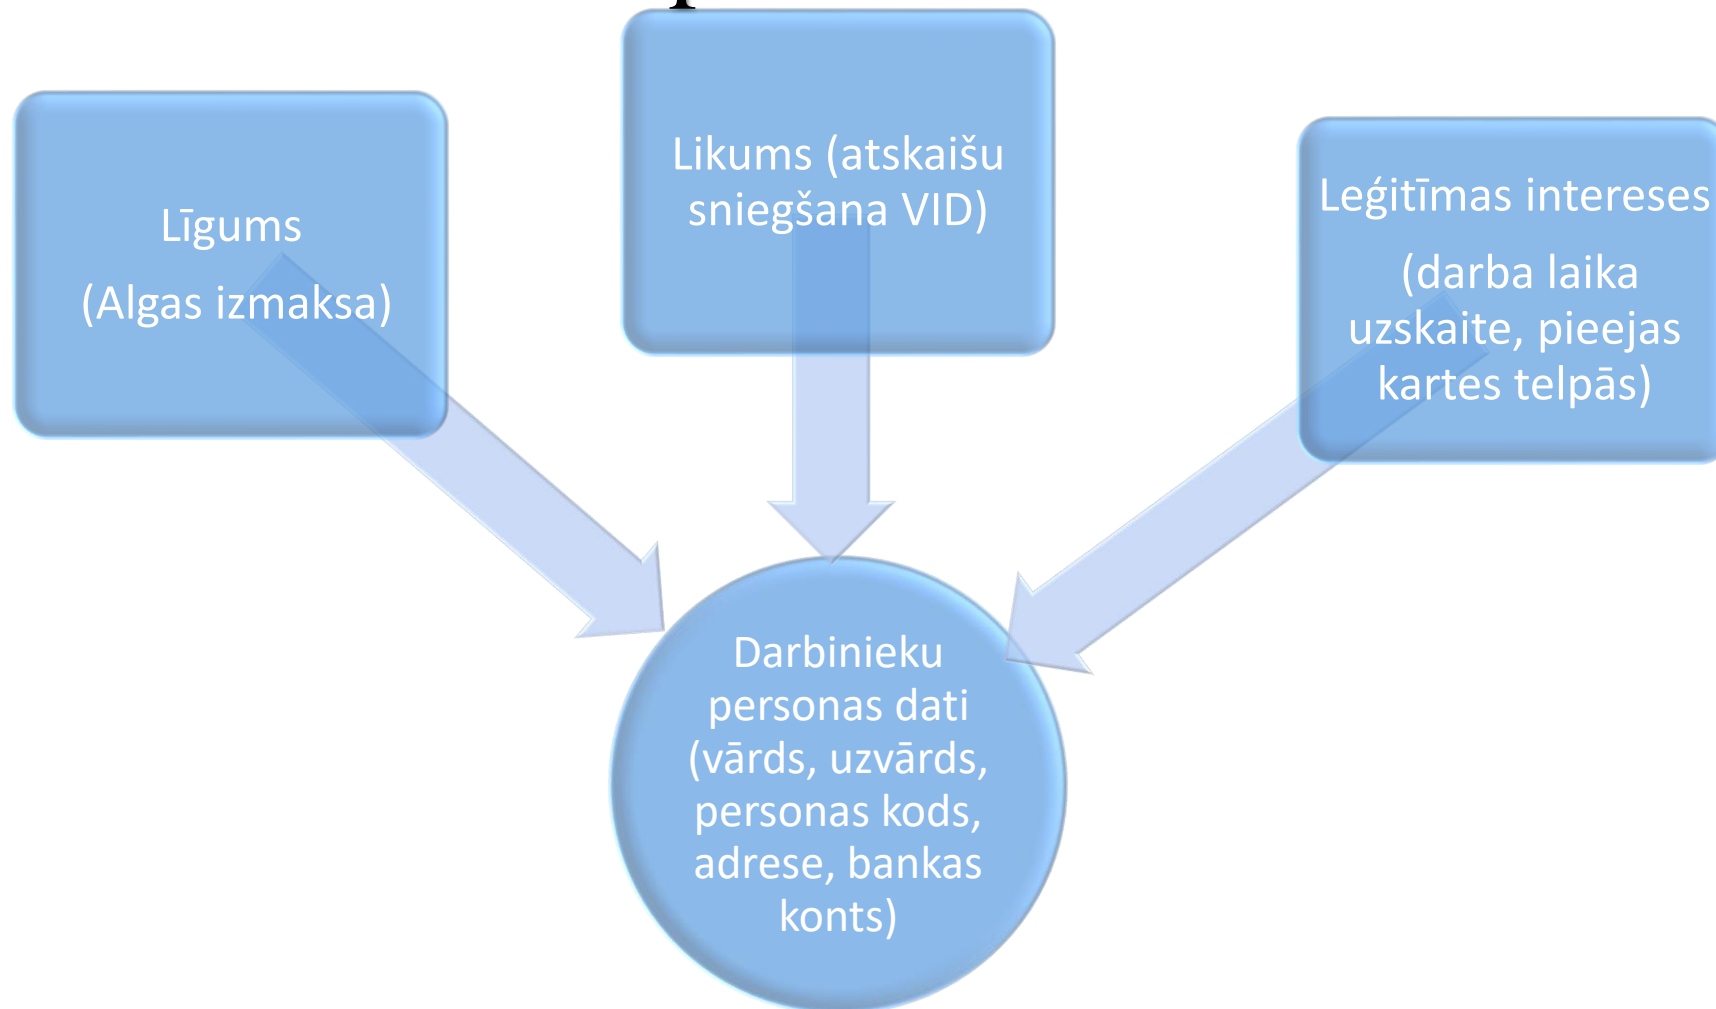 Līgums
(Algas izmaksa)
Likums (atskaišu
sniegšana VID)
Leģitīmas intereses
(darba laika
uzskaite, pieejas
kartes telpās)
Darbinieku
personas dati
(vārds, uzvārds,
personas kods,
adrese, bankas
konts)